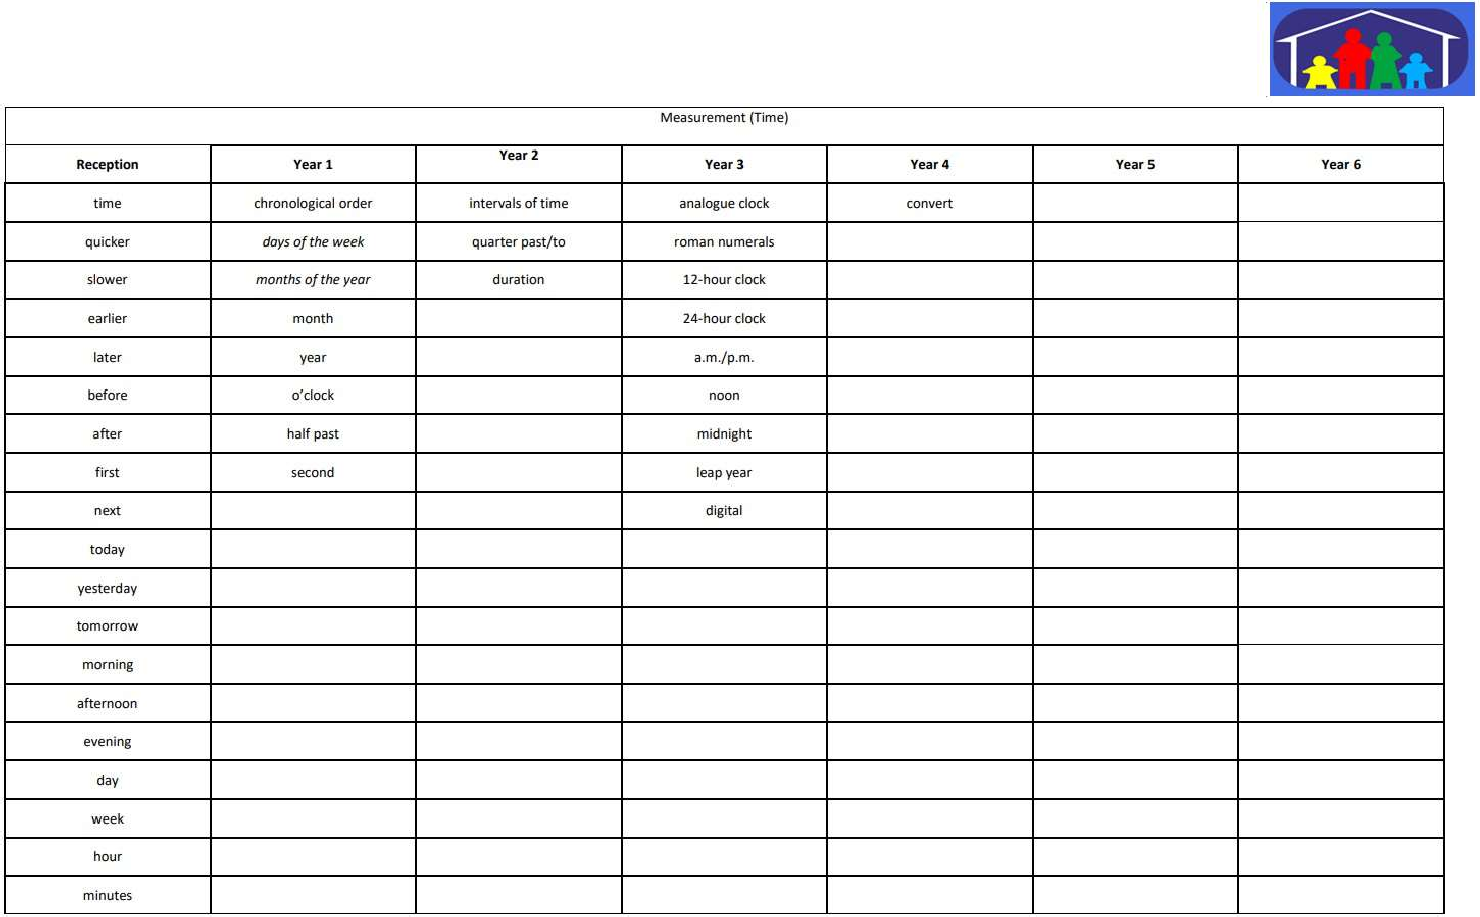 Measurement (Time)
Reception Year 1 Year 2 Year 3 Year 4 Year 5 Year 6
time chronological order intervals of time analogue clock convert
quicker days of the week quarter past/to roman numerals
slower months of the year duration 12-hour clock
earlier month 24-hour clock
later year a.m./p.m.
before o'clock noon
after half past midnight
first second leap year
next digital
today
yesterday
tomorrow
morning
afternoon
evening
day
week
hour
minutes